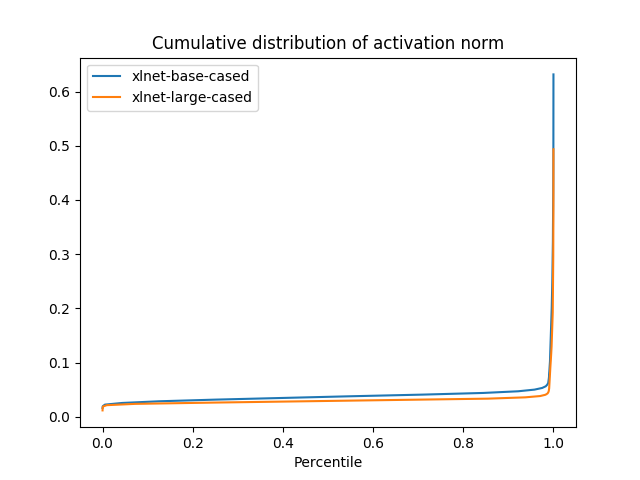 Cumulative distribution of activation norm
xlnet-base-cased
xlnet-large-cased
0.6
0.5
0.4
0.3
0.2
0.1
0.0
0.0 0.2 0.4 0.6 0.8 1.0
Percentile